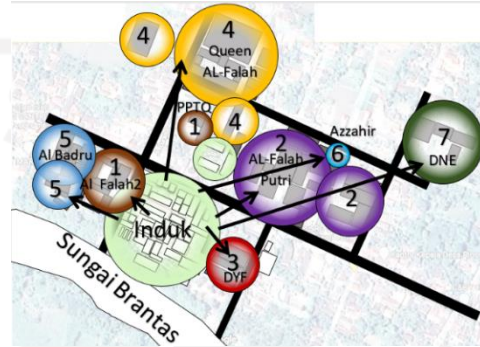 4
4
Queen
AL-Falah
PPTQ
1
4
5
Al Badru
1
Al Falah2
5
2
AL-Falah
Putri
Azzahir
6
7
DNE
2
Induk
3
DYF
Sungai Brantas